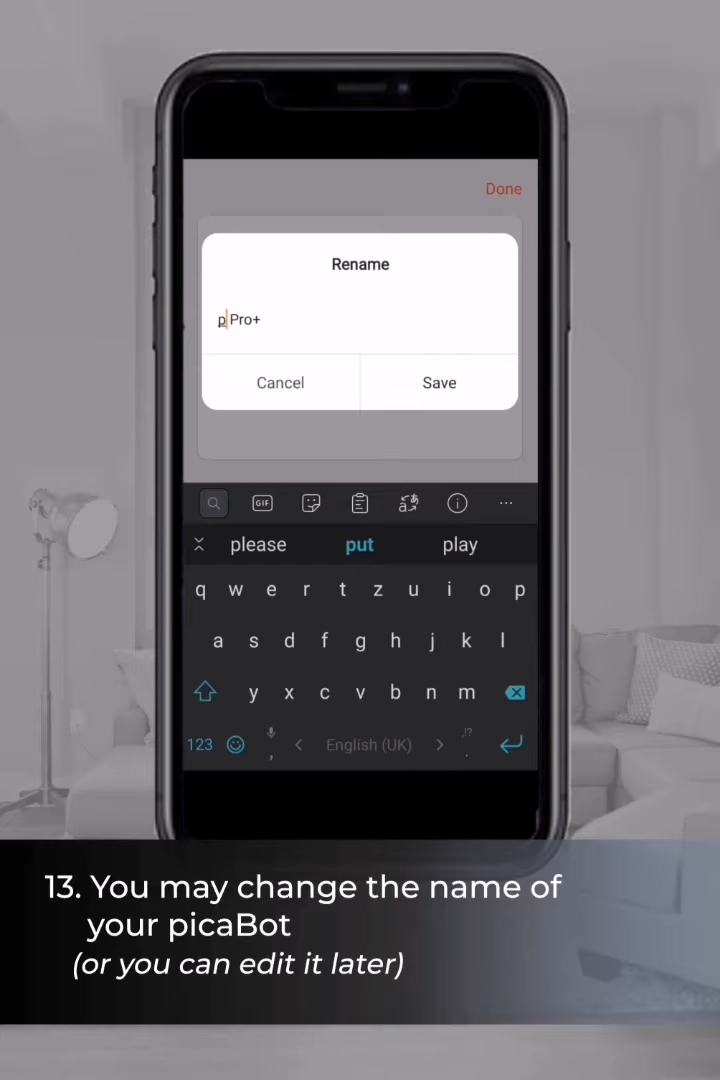 Done
Rename
p Pro+
Cancel Save
GIF
please put play
q w e r t z u i o p
a s d f g h j k l
y x c v b n m
123 , < English (UK) > ,!? .
13. You may change the name of
your picaBot
(or you can edit it later)